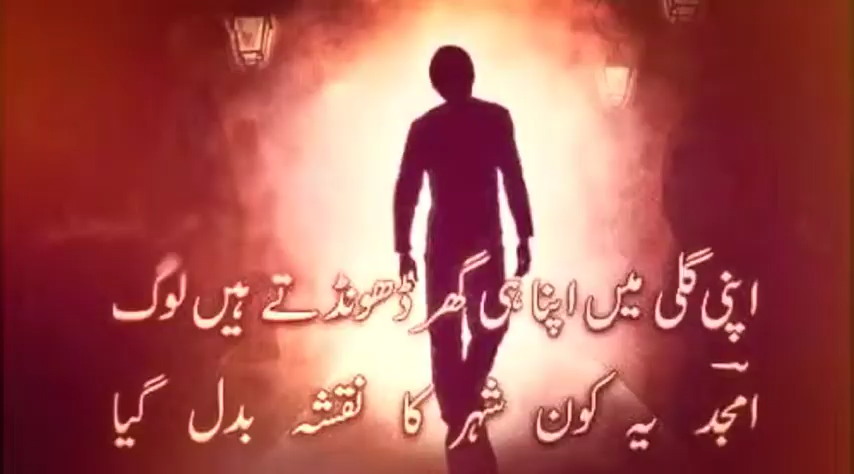 اپنی گلی میں اپنا ہی گھر ڈھونڈتے ہیں لوگ
امجدؔ یہ کون شہر کا نقشہ بدل گیا